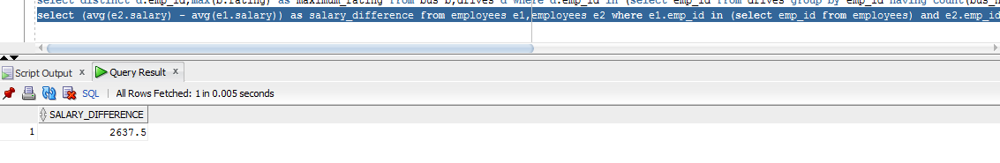 select distinct d.emp_id,max(b.rating) as maximum_rating from bus b,drives d where d.emp_id in (select emp_id from drives group by emp_id having count(bus_n
select (avg(e2.salary) - avg(e1.salary)) as salary_difference from employees e1,employees e2 where e1.emp_id in (select emp_id from employees) and e2.emp_id
Script Output x Query Result x
SQL | All Rows Fetched: 1 in 0.005 seconds
SALARY_DIFFERENCE
1 2637.5